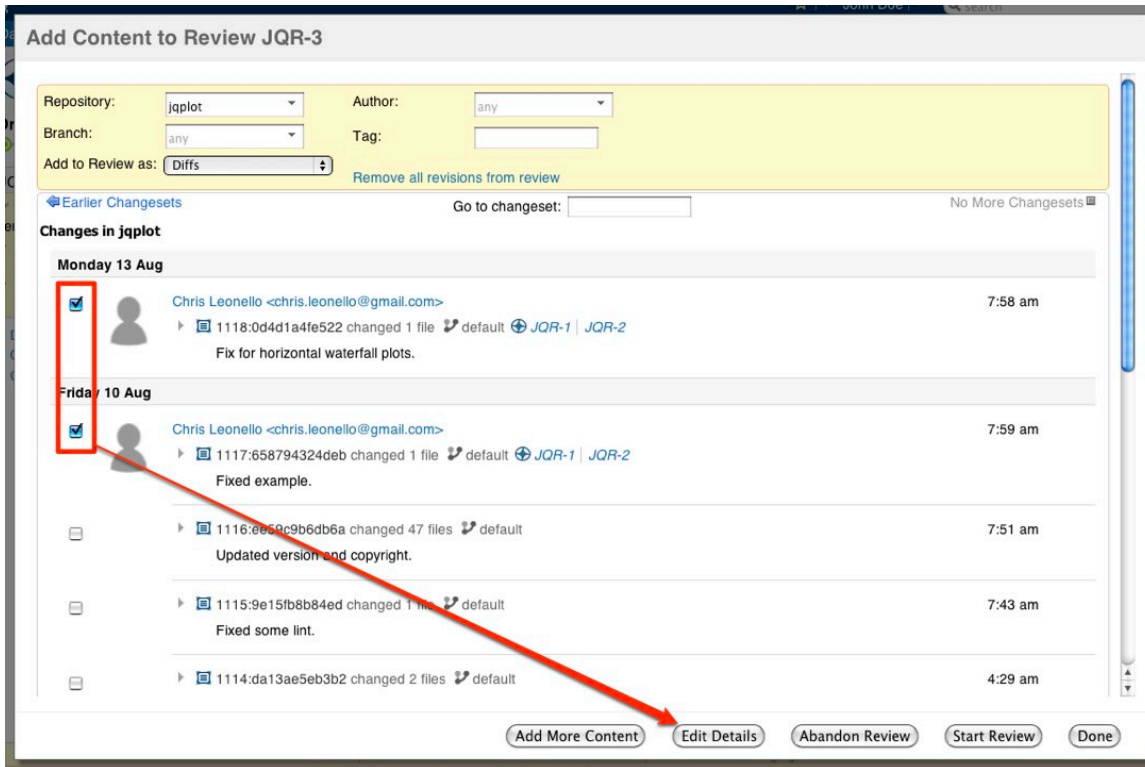 John Doe
search
Add Content to Review JQR-3
Repository: jqplot Author: any
Branch: any Tag:
Add to Review as: Diffs
Remove all revisions from review
Earlier Changesets Go to changeset: No More Changesets
Changes in jqplot
Monday 13 Aug
Chris Leonello <chris.leonello@gmail.com> 7:58 am
1118:0d4d1a4fe522 changed 1 file default JQR-1 JQR-2
Fix for horizontal waterfall plots.
Friday 10 Aug
Chris Leonello <chris.leonello@gmail.com> 7:59 am
1117:658794324deb changed 1 file default JQR-1 JQR-2
Fixed example.
1116:ee59c9b6db6a changed 47 files default 7:51 am
Updated version and copyright.
1115:9e15fb8b84ed changed 1 file default 7:43 am
Fixed some lint.
1114:da13ae5eb3b2 changed 2 files default 4:29 am
Add More Content Edit Details Abandon Review Start Review Done